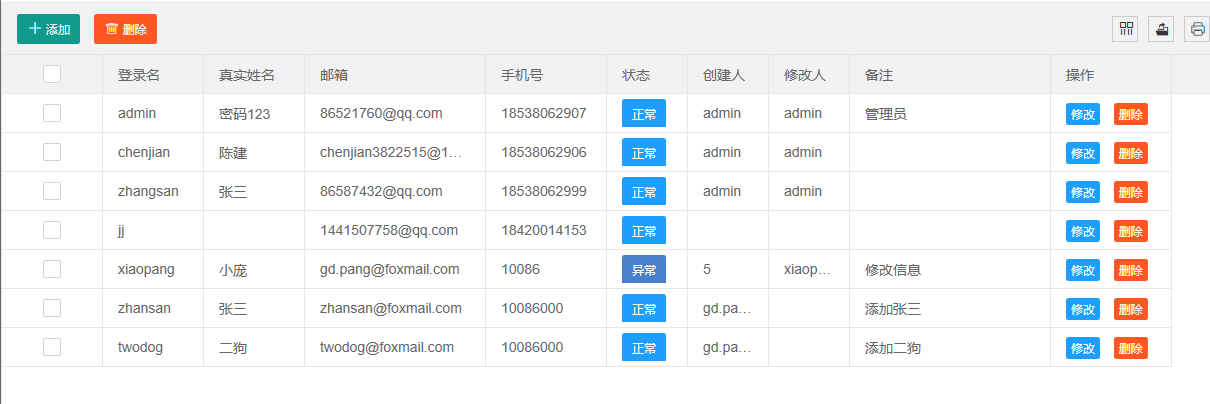 添加 删除
登录名 真实姓名 邮箱 手机号 状态 创建人 修改人 备注 操作
admin 密码123 86521760@qq.com 18538062907 正常 admin admin 管理员 修改 删除
chenjian 陈建 chenjian3822515@1... 18538062906 正常 admin admin 修改 删除
zhangsan 张三 86587432@qq.com 18538062999 正常 admin admin 修改 删除
jj 1441507758@qq.com 18420014153 正常 修改 删除
xiaopang 小庞 gd.pang@foxmail.com 10086 异常 5 xiaop... 修改信息 修改 删除
zhansan 张三 zhansan@foxmail.com 10086000 正常 gd.pa... 添加张三 修改 删除
twodog 二狗 twodog@foxmail.com 10086000 正常 gd.pa... 添加二狗 修改 删除